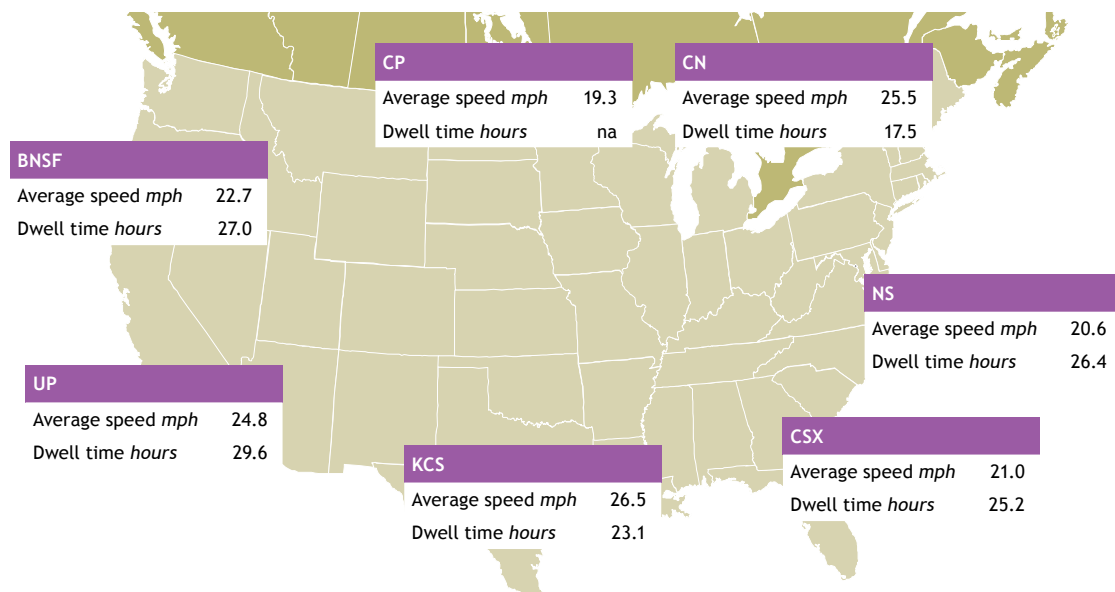 CP
Average speed mph 19.3
Dwell time hours na
CN
Average speed mph 25.5
Dwell time hours 17.5
BNSF
Average speed mph 22.7
Dwell time hours 27.0
NS
Average speed mph 20.6
Dwell time hours 26.4
UP
Average speed mph 24.8
Dwell time hours 29.6
KCS
Average speed mph 26.5
Dwell time hours 23.1
CSX
Average speed mph 21.0
Dwell time hours 25.2